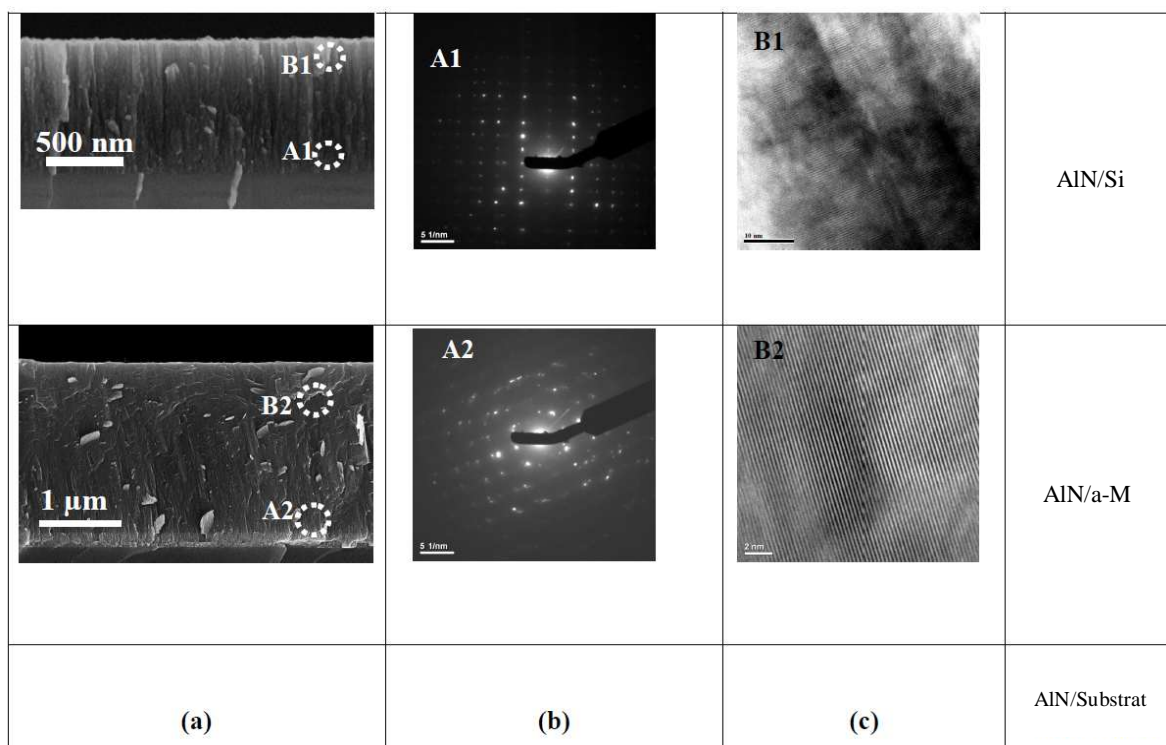 B1
A1
500 nm
A1
5 1/nm
B1
10 nm
AlN/Si
B2
A2
1 µm
A2
5 1/nm
B2
2 nm
AlN/a-M
(a)
(b)
(c)
AlN/Substrat